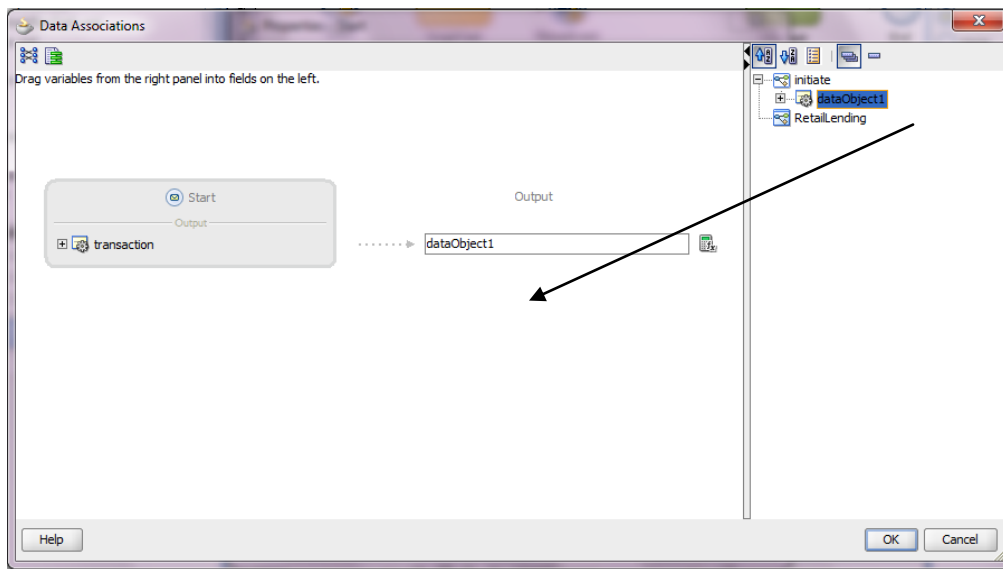 Data Associations
Drag variables from the right panel into fields on the left.
Start
Output
transaction
Output
dataObject1
initiate
dataObject1
RetailLending
Help
OK
Cancel